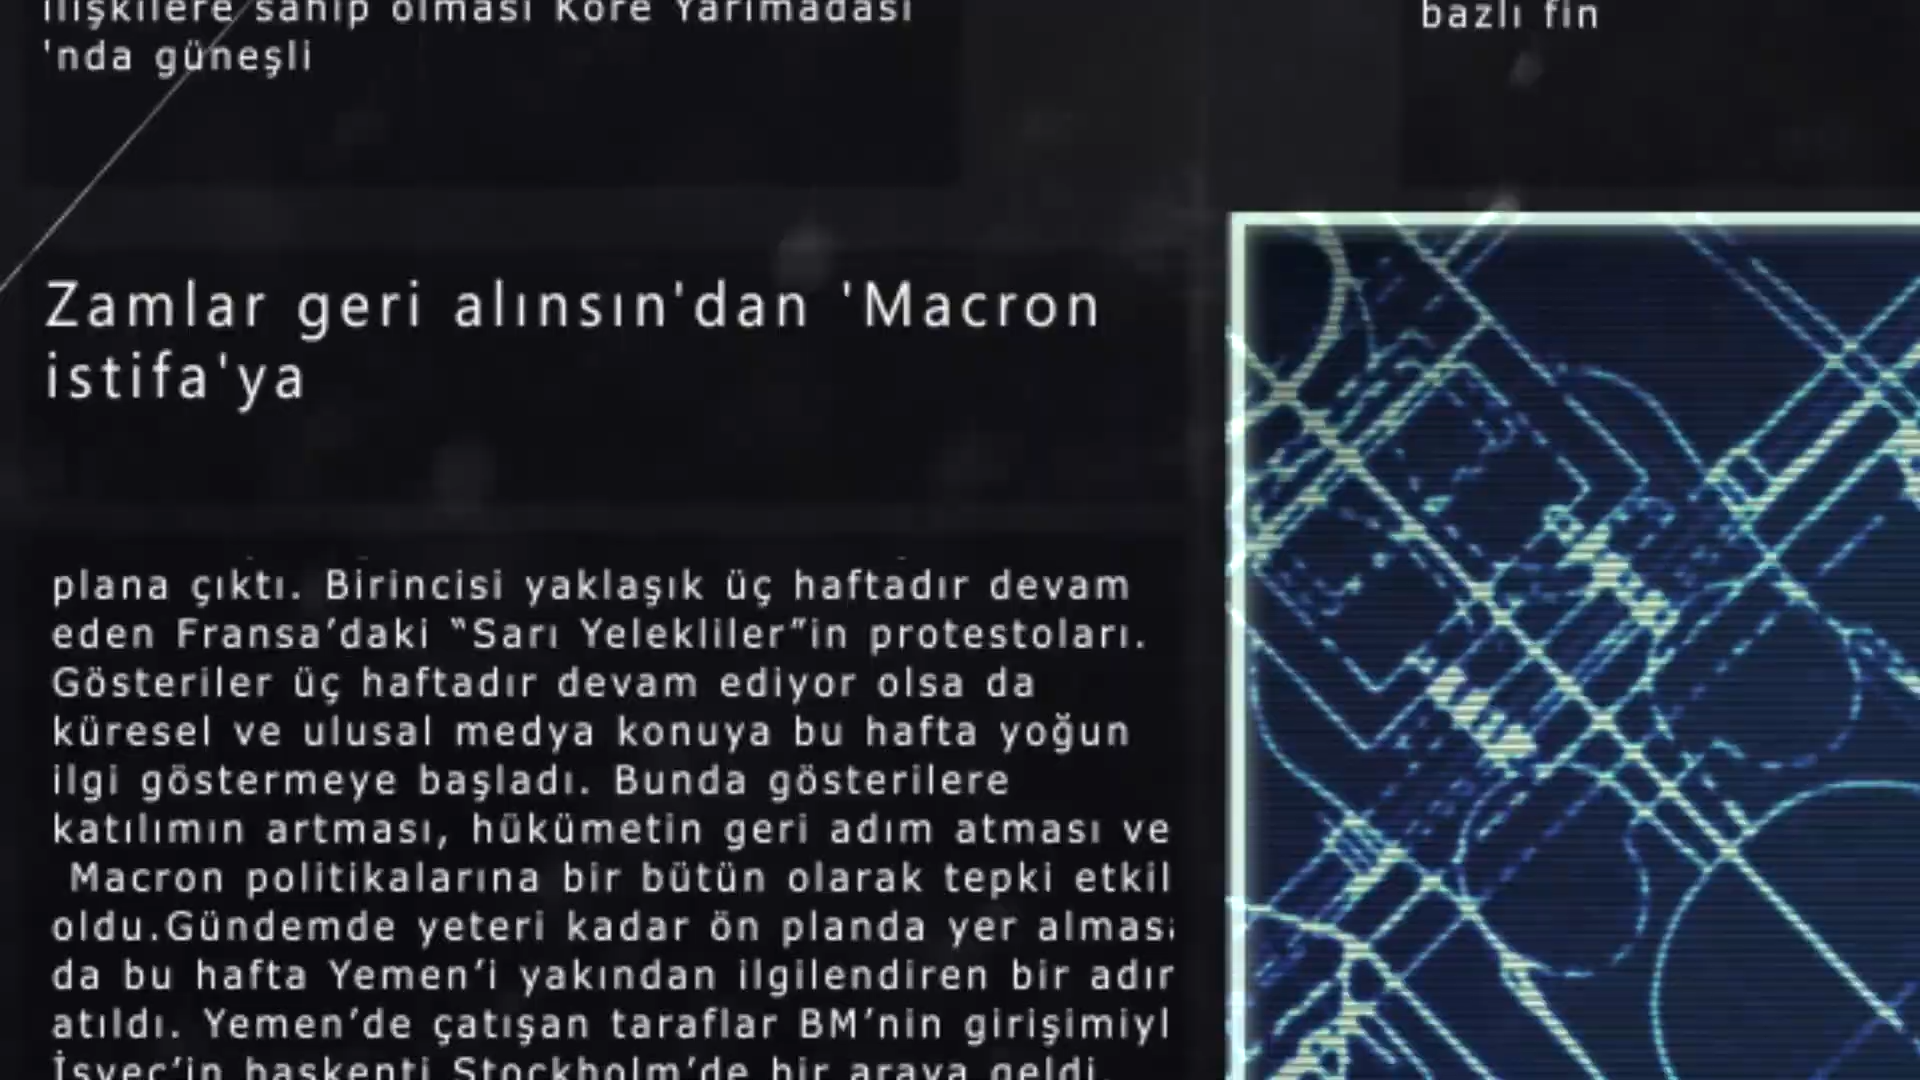 ilişkilere sahip olması Kore Yarımadası
'nda güneşli
bazlı fin
Zamlar geri alınsın'dan 'Macron
istifa'ya
plana çıktı. Birincisi yaklaşık üç haftadır devam
eden Fransa’daki “Sarı Yelekliler”in protestoları.
Gösteriler üç haftadır devam ediyor olsa da
küresel ve ulusal medya konuya bu hafta yoğun
ilgi göstermeye başladı. Bunda gösterilere
katılımın artması, hükümetin geri adım atması ve
Macron politikalarına bir bütün olarak tepki etkil
oldu.Gündemde yeteri kadar ön planda yer almas
da bu hafta Yemen’i yakından ilgilendiren bir
atıldı. Yemen’de çatışan taraflar BM’nin girişimiyl
İsveç’in başkenti Stockholm’de bir araya geldi.